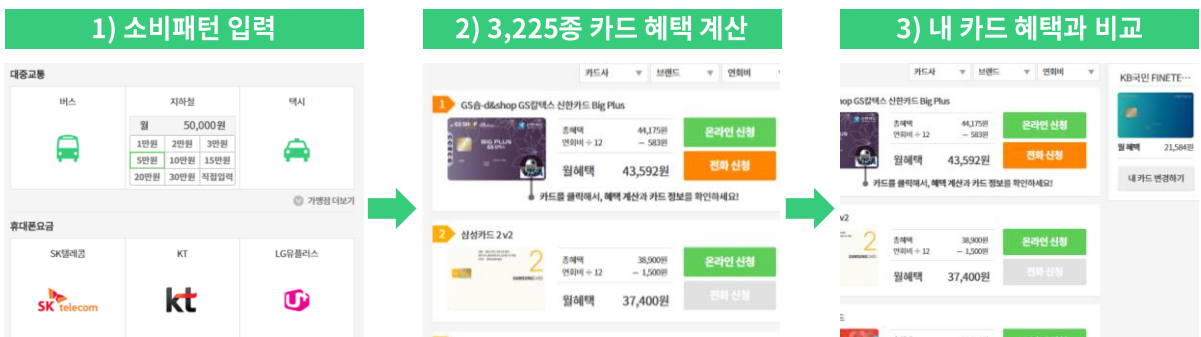 1) 소비패턴 입력
대중교통
버스
지하철
택시
월 50,000원
1만원 2만원 3만원
5만원 10만원 15만원
20만원 30만원 직접입력
가맹점 더보기
휴대폰요금
SK텔레콤
KT
LG유플러스
SK telecom
kt
U+
2) 3,225종 카드 혜택 계산
카드사 브랜드 연회비
1 GS숍-d&shop GS칼텍스 신한카드 Big Plus
BIG PLUS
총혜택 44,175원
연회비 ÷ 12 – 583원
월혜택 43,592원
온라인 신청
전화 신청
카드를 클릭해서, 혜택 계산과 카드 정보를 확인하세요!
2 삼성카드 2 v2
2
SAMSUNG CARD
총혜택 38,900원
연회비 ÷ 12 – 1,500원
월혜택 37,400원
온라인 신청
전화 신청
3) 내 카드 혜택과 비교
카드사 브랜드 연회비
hop GS칼텍스 신한카드 Big Plus
총혜택 44,175원
연회비 ÷ 12 – 583원
월혜택 43,592원
온라인 신청
전화 신청
카드를 클릭해서, 혜택 계산과 카드 정보를 확인하세요!
v2
2
SAMSUNG CARD
총혜택 38,900원
연회비 ÷ 12 – 1,500원
월혜택 37,400원
온라인 신청
전화 신청
드
KB국민 FINETE…
월 혜택 21,584원
내 카드 변경하기